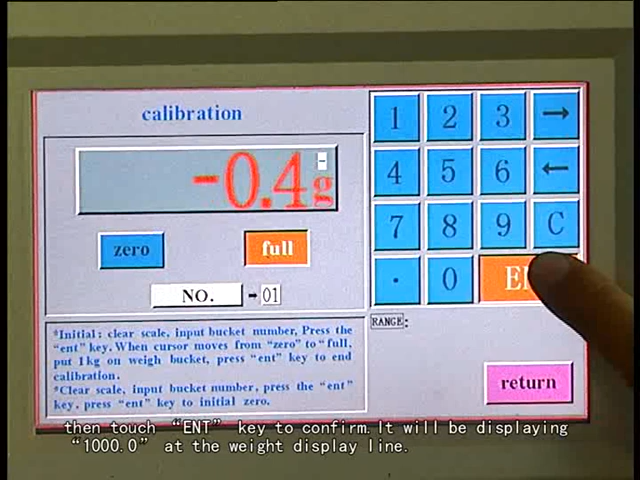 calibration
-0.4g
zero
full
NO. →01
1 2 3 →
4 5 6 ←
7 8 9 C
. 0
RANGE:
*Initial: clear scale, input bucket number, Press the
"ent" key. When cursor moves from "zero" to "full,
put 1kg on weigh bucket, press "ent" key to end
calibration.
*Clear scale, input bucket number, press the "ent"
key, press "ent" key to initial zero.
return
then touch “ENT” key to confirm. It will be displaying
“1000.0” at the weight display line.